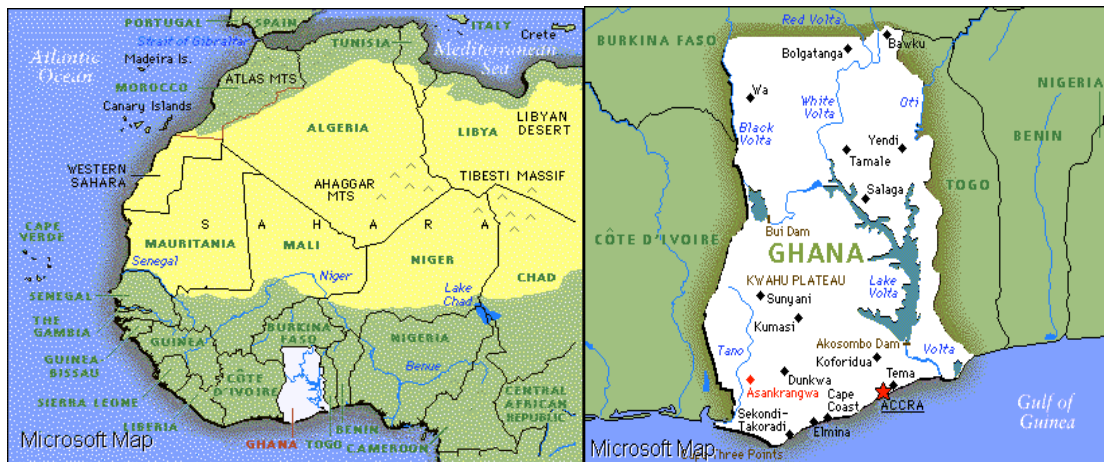 PORTUGAL
SPAIN
ITALY
Crete
Atlantic
Ocean
Strait of Gibraltar
Madeira Is.
TUNISIA
Mediterranean
Sea
ATLAS MTS
MOROCCO
Canary Islands
ALGERIA
LIBYA
LIBYAN
DESERT
WESTERN
SAHARA
AHAGGAR
MTS
TIBESTI MASSIF
S A H A R A
CAPE
VERDE
MAURITANIA
MALI
NIGER
CHAD
Senegal
Niger
Lake
Chad
SENEGAL
THE
GAMBIA
GUINEA-
BISSAU
GUINEA
BURKINA
FASO
NIGERIA
Benue
SIERRA LEONE
CÔTE
D'IVOIRE
CENTRAL
AFRICAN
REPUBLIC
LIBERIA
BENIN
GHANA
TOGO
CAMEROON
Microsoft Map
BURKINA FASO
Red Volta
Bawku
Bolgatanga
NIGERIA
Wa
White
Volta
Oti
Black
Volta
BENIN
Yendi
Tamale
TOGO
Salaga
Bui Dam
CÔTE D'IVOIRE
GHANA
KWAHU PLATEAU
Lake
Volta
Sunyani
Kumasi
Akosombo Dam
Tano
Koforidua
Volta
Dunkwa
Tema
Asankrangwa
Cape
Coast
ACCRA
Sekondi-
Takoradi
Elmina
Gulf of
Guinea
Microsoft Map
Cape Three Points